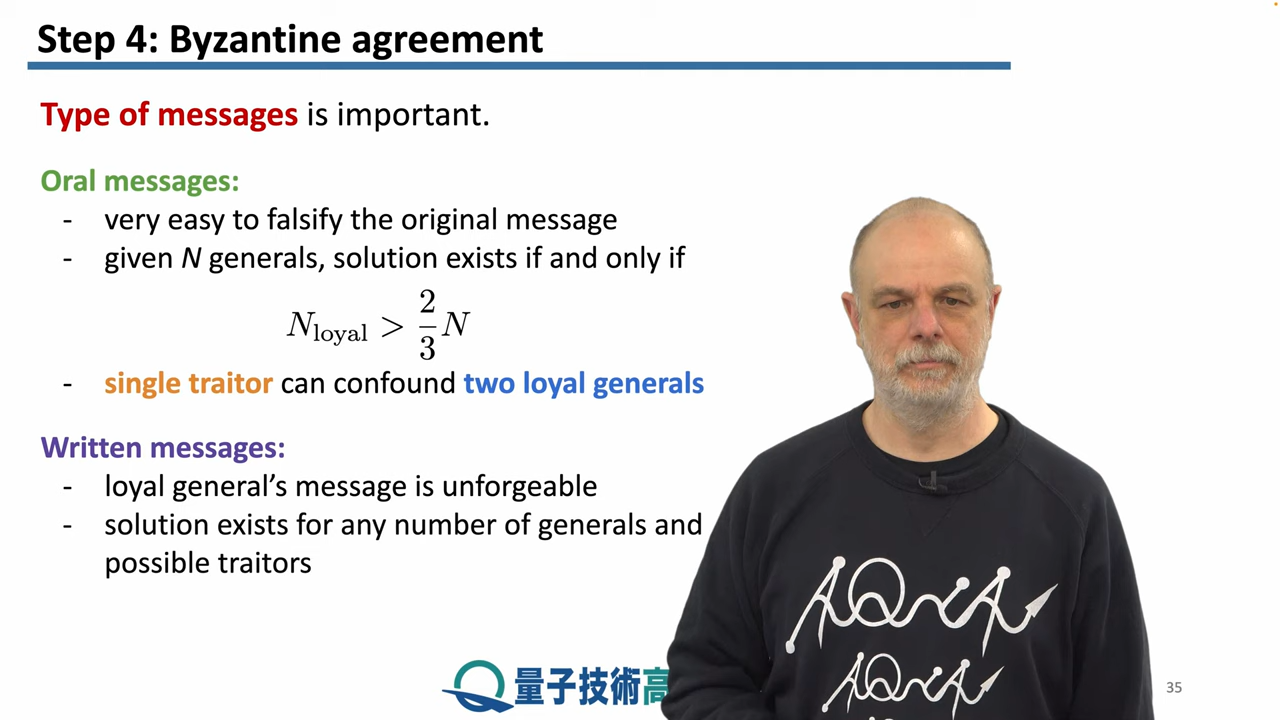 Step 4: Byzantine agreement
Type of messages is important.
Oral messages:
- very easy to falsify the original message
- given N generals, solution exists if and only if
N_loyal > 2/3 N
- single traitor can confound two loyal generals
Written messages:
- loyal general's message is unforgeable
- solution exists for any number of generals and
possible traitors
AQUA
AQUA
量子技術高
35